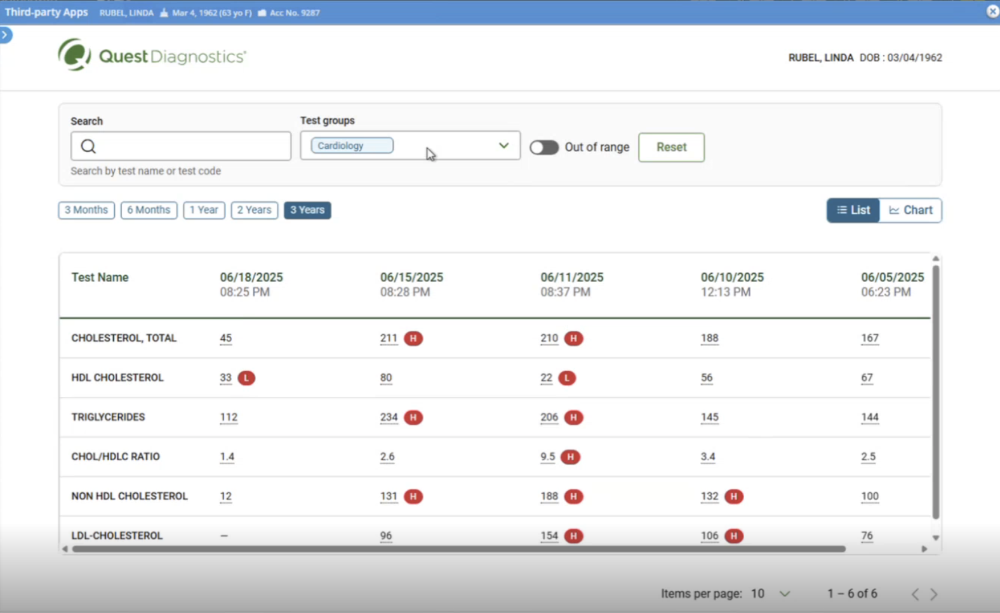 Third-party Apps RUBEL, LINDA Mar 4, 1962 (63 yo F) Acc No. 9287
Quest Diagnostics®
RUBEL, LINDA DOB : 03/04/1962
Search Test groups
Cardiology Out of range Reset
Search by test name or test code
3 Months 6 Months 1 Year 2 Years 3 Years List Chart
Test Name 06/18/2025 06/15/2025 06/11/2025 06/10/2025 06/05/2025
08:25 PM 08:28 PM 08:37 PM 12:13 PM 06:23 PM
CHOLESTEROL, TOTAL 45 211 H 210 H 188 167
HDL CHOLESTEROL 33 L 80 22 L 56 67
TRIGLYCERIDES 112 234 H 206 H 145 144
CHOL/HDLC RATIO 1.4 2.6 9.5 H 3.4 2.5
NON HDL CHOLESTEROL 12 131 H 188 H 132 H 100
LDL-CHOLESTEROL – 96 154 H 106 H 76
Items per page: 10 1 – 6 of 6